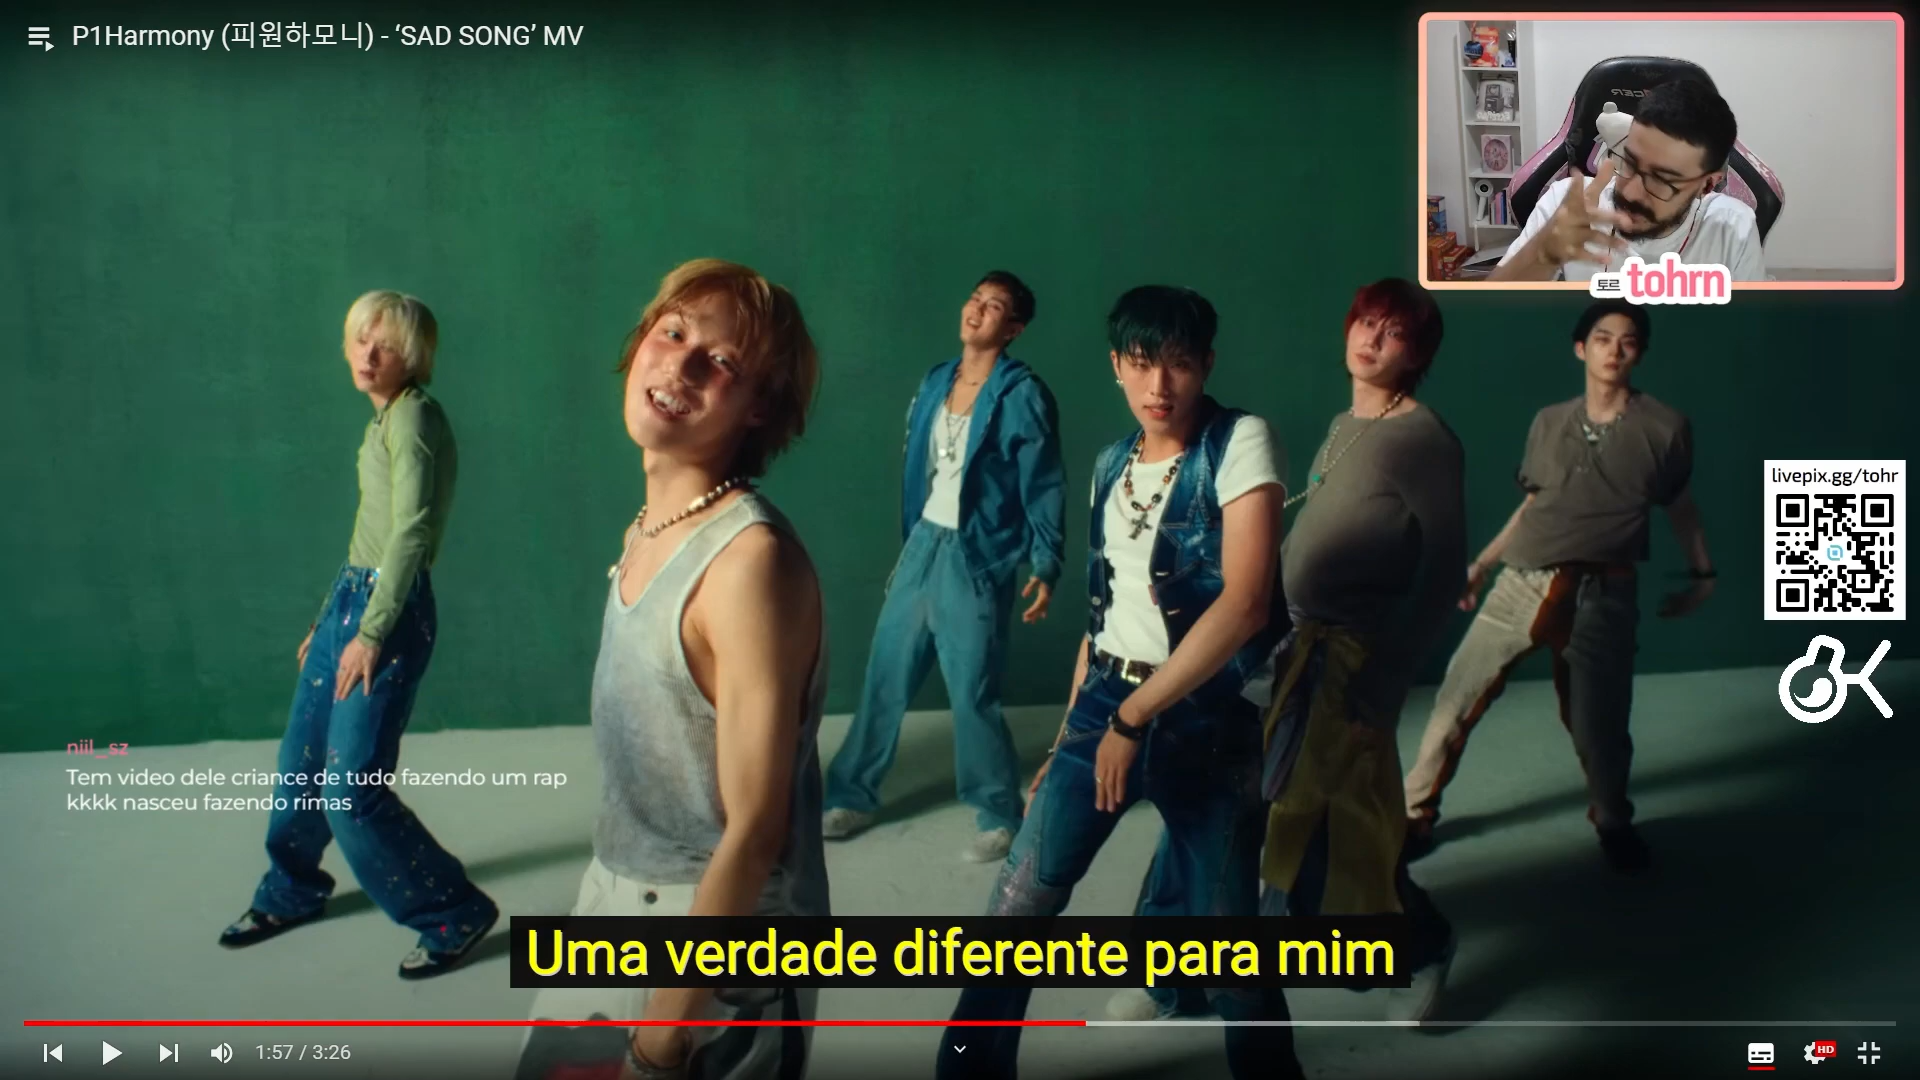 P1Harmony (피원하모니) - ‘SAD SONG’ MV
토르 tohrn
livepix.gg/tohr
niil_sz
Tem video dele criance de tudo fazendo um rap
kkkk nasceu fazendo rimas
Uma verdade diferente para mim
1:57 / 3:26
HD